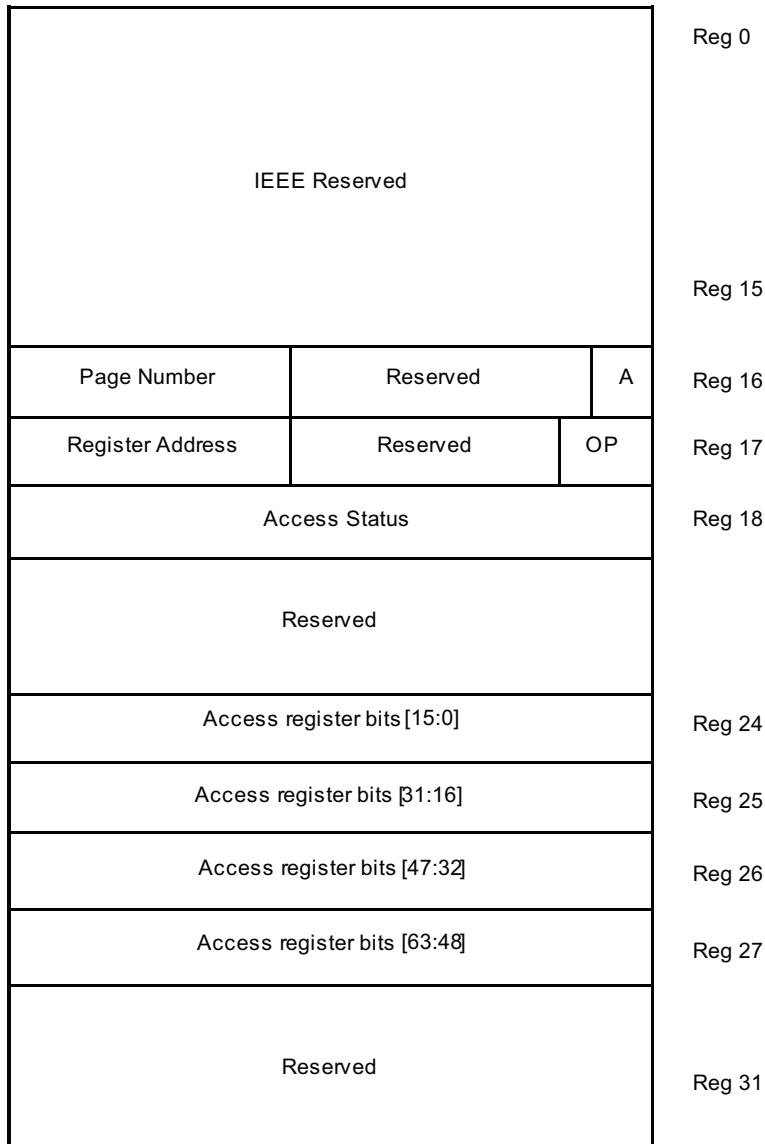 Reg 0
IEEE Reserved
Reg 15
Page Number Reserved A Reg 16
Register Address Reserved OP Reg 17
Access Status Reg 18
Reserved
Access register bits [15:0] Reg 24
Access register bits [31:16] Reg 25
Access register bits [47:32] Reg 26
Access register bits [63:48] Reg 27
Reserved
Reg 31